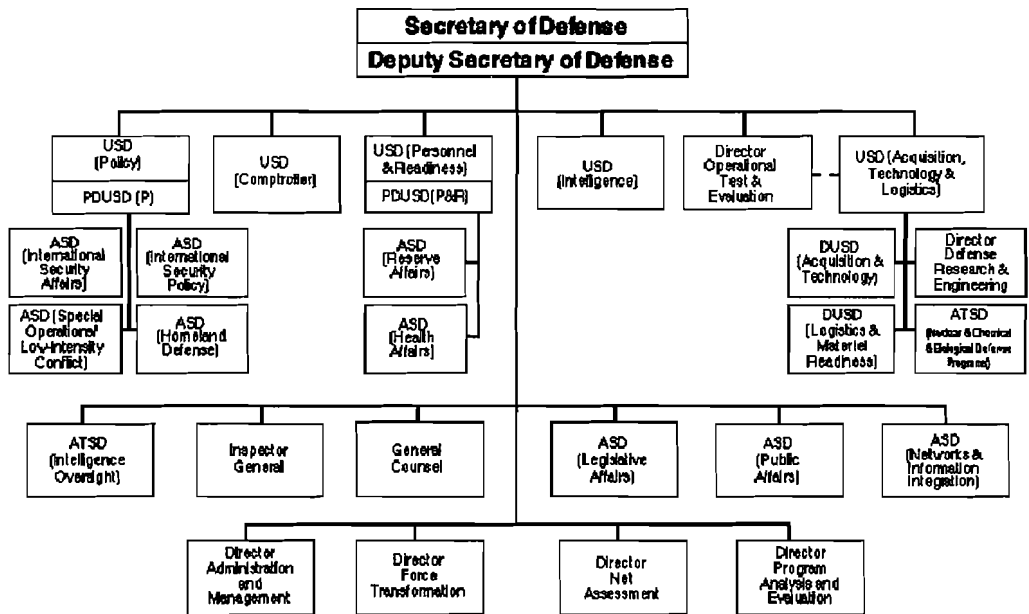 Secretary of Defense
Deputy Secretary of Defense
USD
(Policy)
PDUSD (P)
USD
(Comptroller)
USD (Personnel
& Readiness)
PDUSD (P&R)
USD
(Intelligence)
Director
Operational
Test &
Evaluation
USD (Acquisition,
Technology &
Logistics)
ASD
(International
Security
Affairs)
ASD
(International
Security
Policy)
ASD (Special
Operations/
Low-Intensity
Conflict)
ASD
(Homeland
Defense)
ASD
(Reserve
Affairs)
ASD
(Health
Affairs)
DUSD
(Acquisition &
Technology)
Director
Defense
Research &
Engineering
DUSD
(Logistics &
Materiel
Readiness)
ATSD
(Nuclear & Chemical
& Biological Defense
Programs)
ATSD
(Intelligence
Oversight)
Inspector
General
General
Counsel
ASD
(Legislative
Affairs)
ASD
(Public
Affairs)
ASD
(Networks &
Information
Integration)
Director
Administration
and
Management
Director
Force
Transformation
Director
Net
Assessment
Director
Program
Analysis and
Evaluation